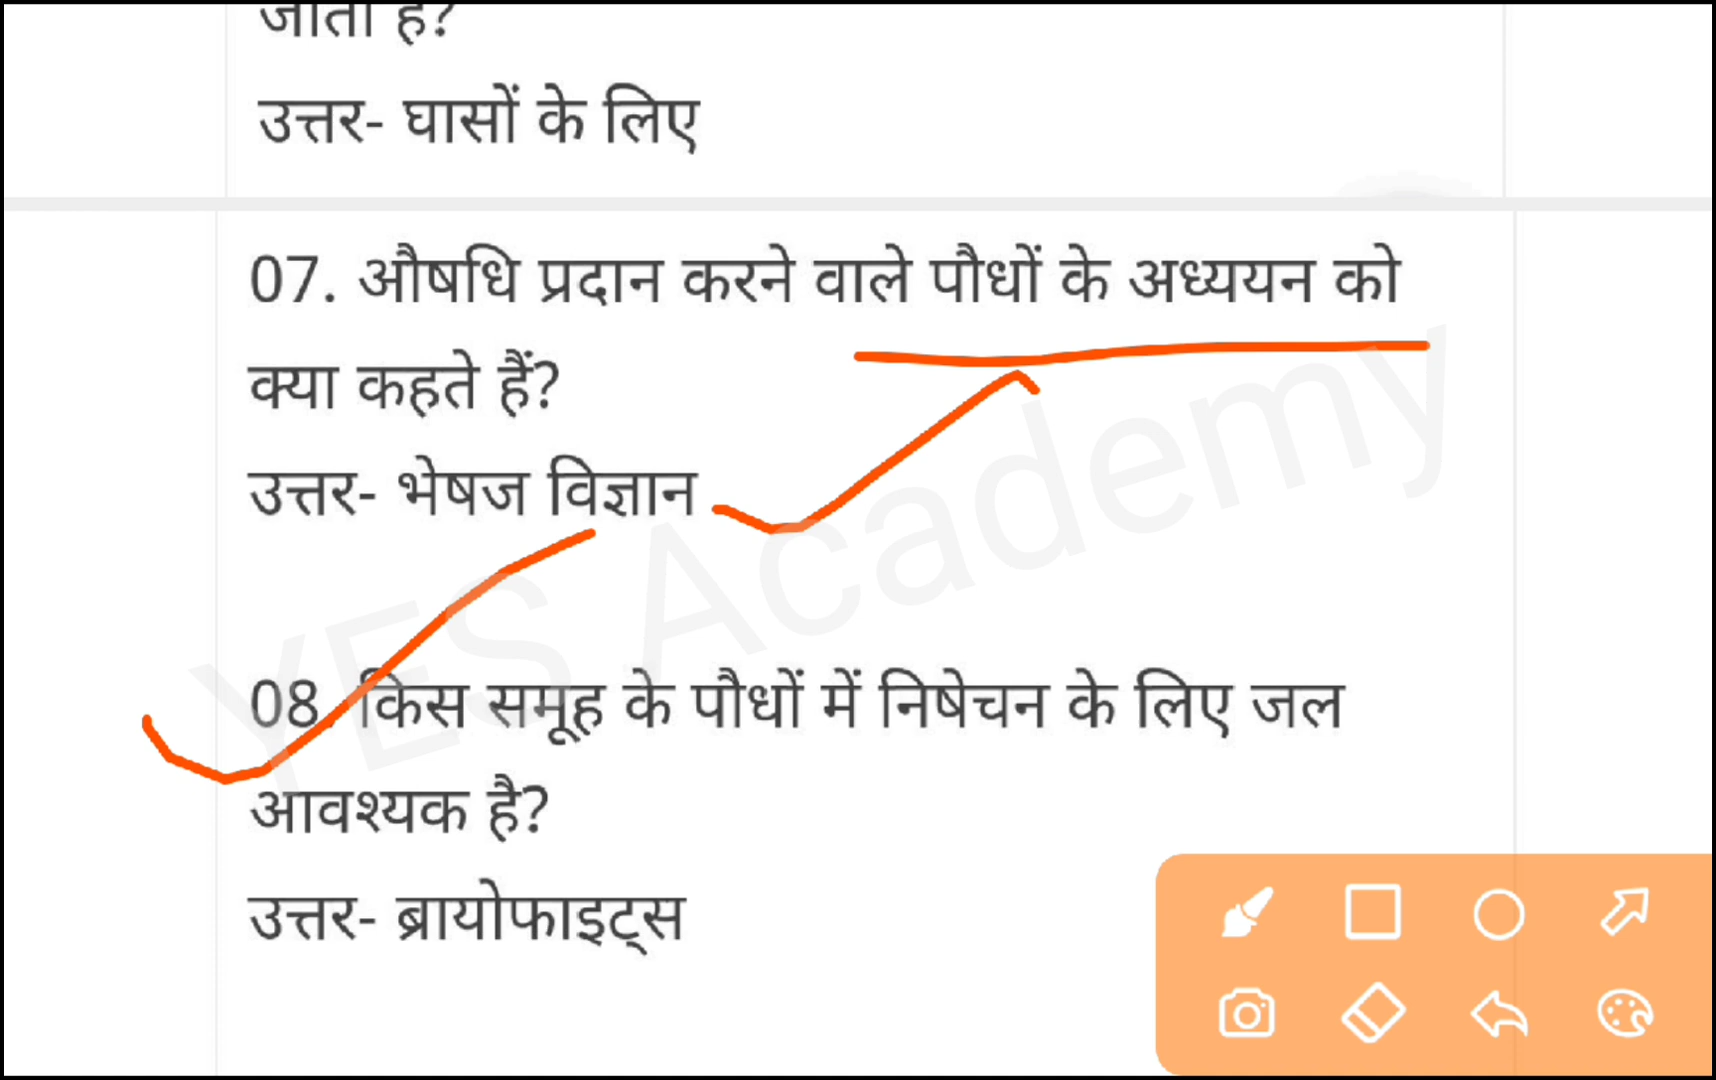 जाता है?
उत्तर- घासों के लिए
07. औषधि प्रदान करने वाले पौधों के अध्ययन को
क्या कहते हैं?
उत्तर- भेषज विज्ञान
YES Academy
08. किस समूह के पौधों में निषेचन के लिए जल
आवश्यक है?
उत्तर- ब्रायोफाइट्स